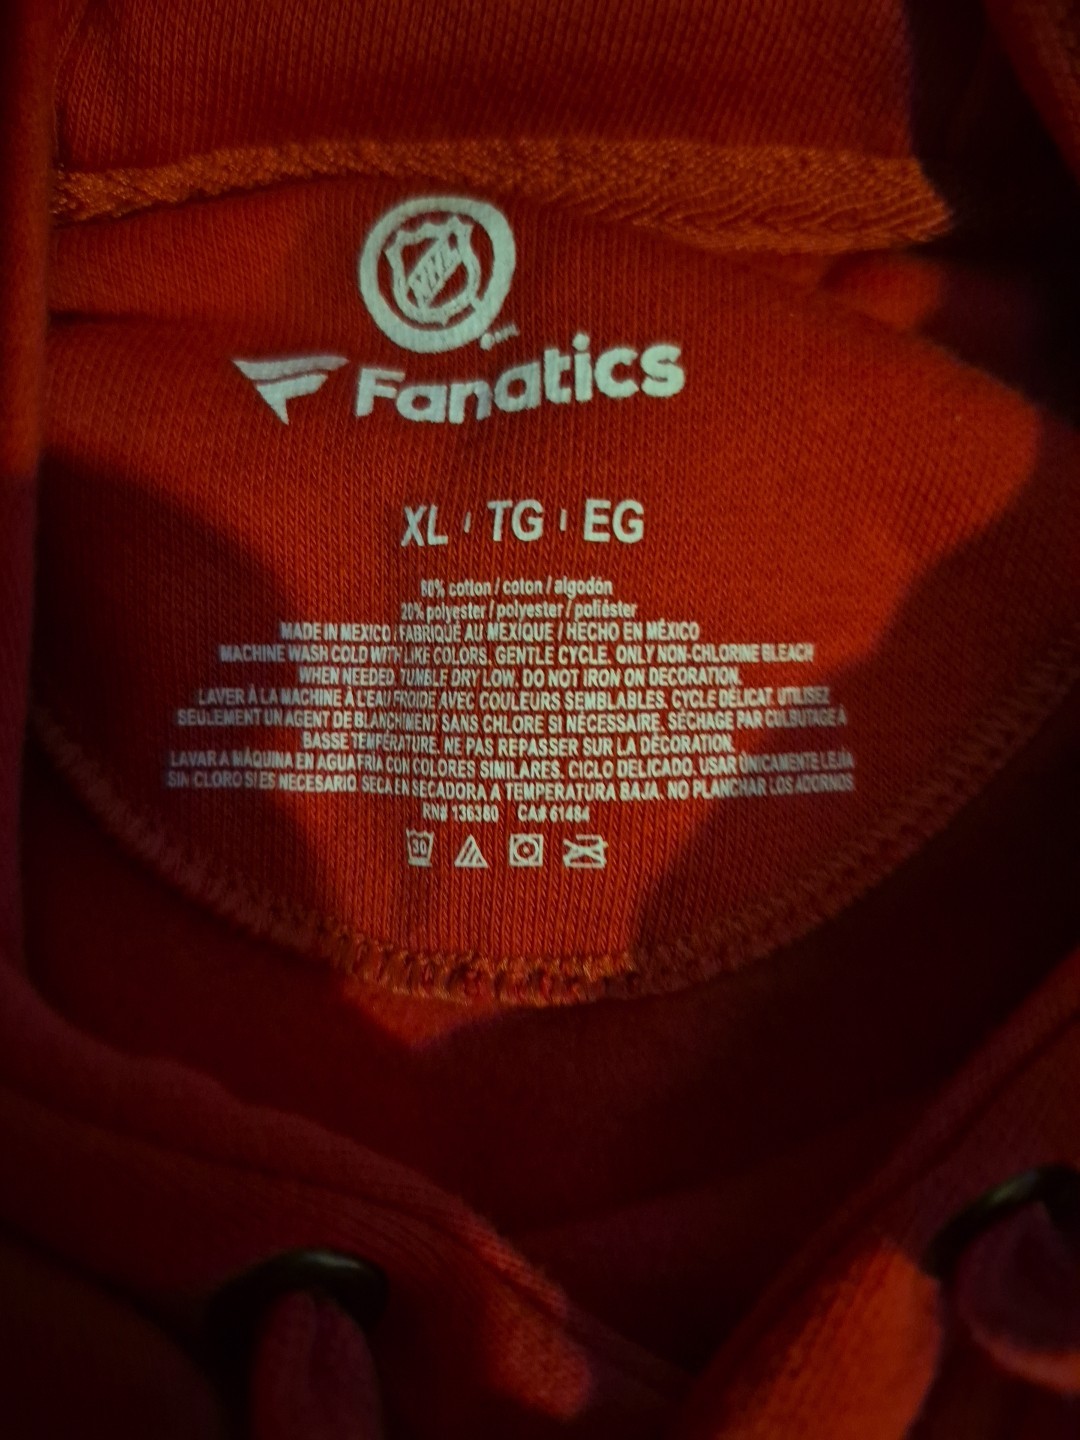 NHL
Fanatics
XL | TG | EG
80% cotton / coton / algodón
20% polyester / polyester / poliéster
MADE IN MEXICO / FABRIQUÉ AU MEXIQUE / HECHO EN MÉXICO
MACHINE WASH COLD WITH LIKE COLORS, GENTLE CYCLE. ONLY NON-CHLORINE BLEACH
WHEN NEEDED. TUMBLE DRY LOW. DO NOT IRON ON DECORATION.
LAVER À LA MACHINE À L'EAU FROIDE AVEC COULEURS SEMBLABLES. CYCLE DÉLICAT. UTILISEZ
SEULEMENT UN AGENT DE BLANCHIMENT SANS CHLORE SI NÉCESSAIRE. SÉCHAGE PAR CULBUTAGE A
BASSE TEMPÉRATURE. NE PAS REPASSER SUR LA DÉCORATION.
LAVAR A MÁQUINA EN AGUA FRÍA CON COLORES SIMILARES. CICLO DELICADO. USAR ÚNICAMENTE LEJÍA
SIN CLORO SI ES NECESARIO. SECA EN SECADORA A TEMPERATURA BAJA. NO PLANCHAR LOS ADORNOS
RN# 136380 CA# 61484
30